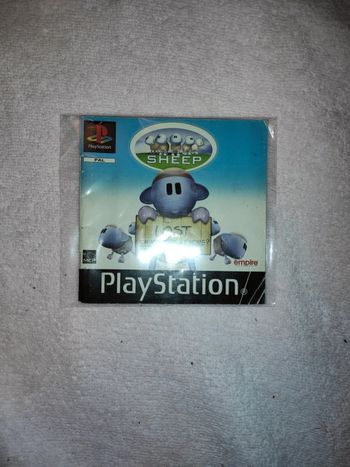 PlayStation
PAL
SHEEP
LOST
empire
PlayStation